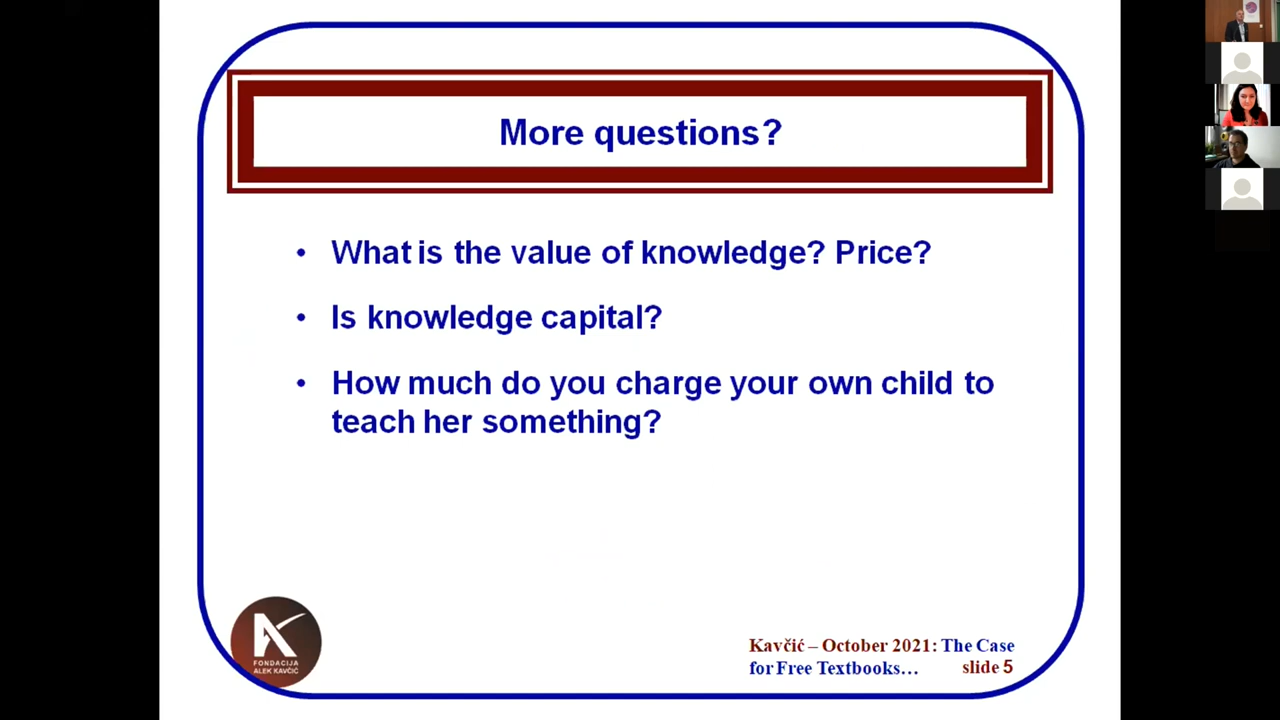 More questions?
• What is the value of knowledge? Price?
• Is knowledge capital?
• How much do you charge your own child to
teach her something?
FONDACIJA
ALEK KAVČIĆ
Kavčić – October 2021: The Case
for Free Textbooks… slide 5